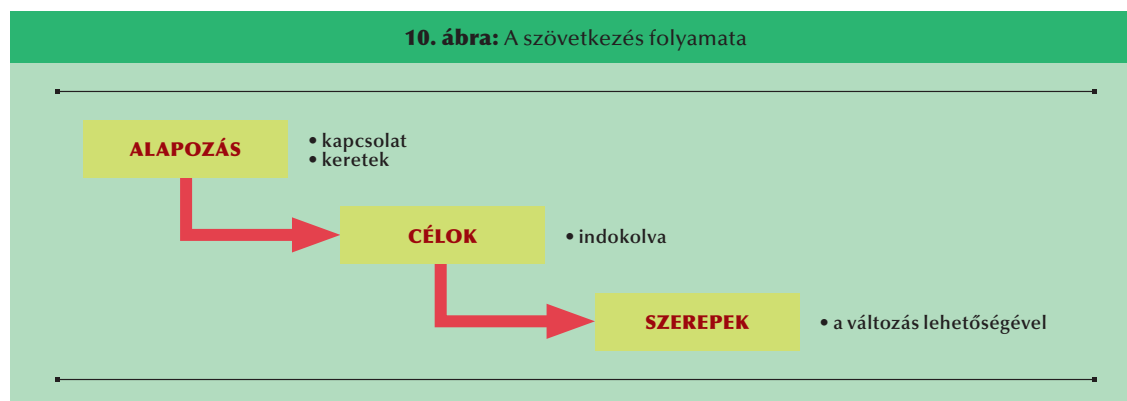 10. ábra: A szövetkezés folyamata
ALAPOZÁS
• kapcsolat
• keretek
CÉLOK
• indokolva
SZEREPEK
• a változás lehetőségével